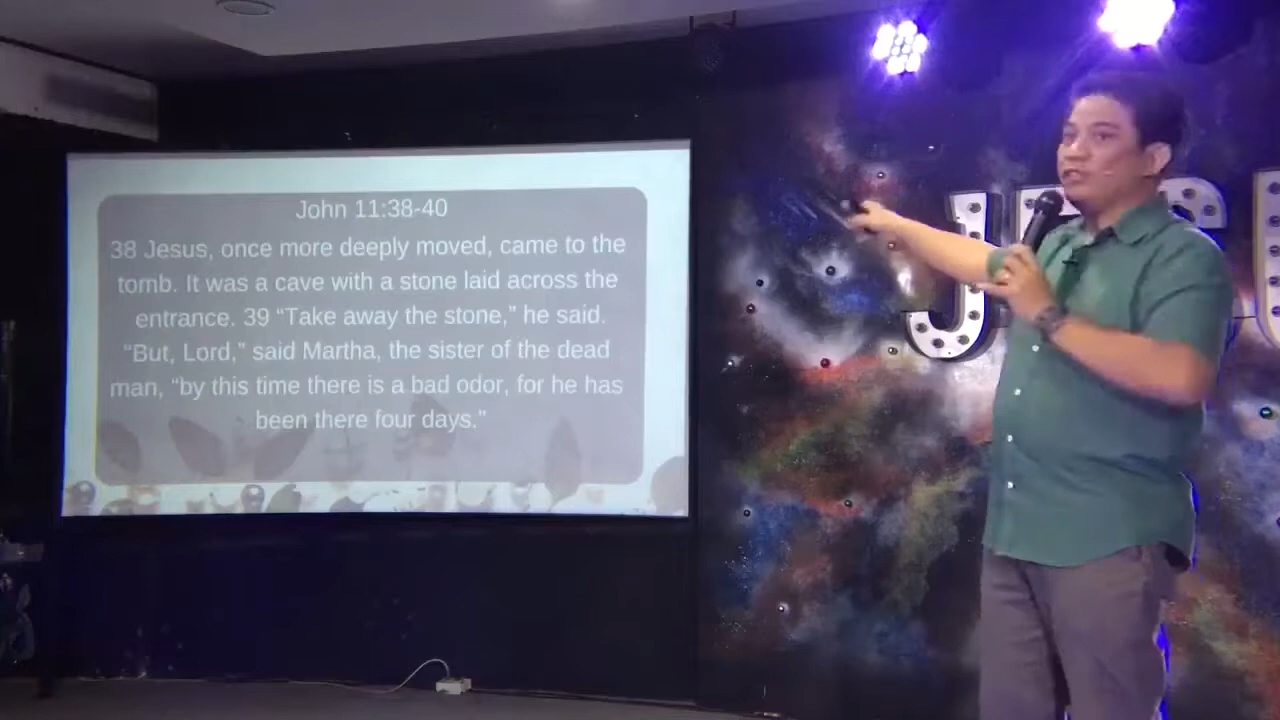 John 11:38-40
38 Jesus, once more deeply moved, came to the
tomb. It was a cave with a stone laid across the
entrance. 39 “Take away the stone,” he said.
“But, Lord,” said Martha, the sister of the dead
man, “by this time there is a bad odor, for he has
been there four days.”
J